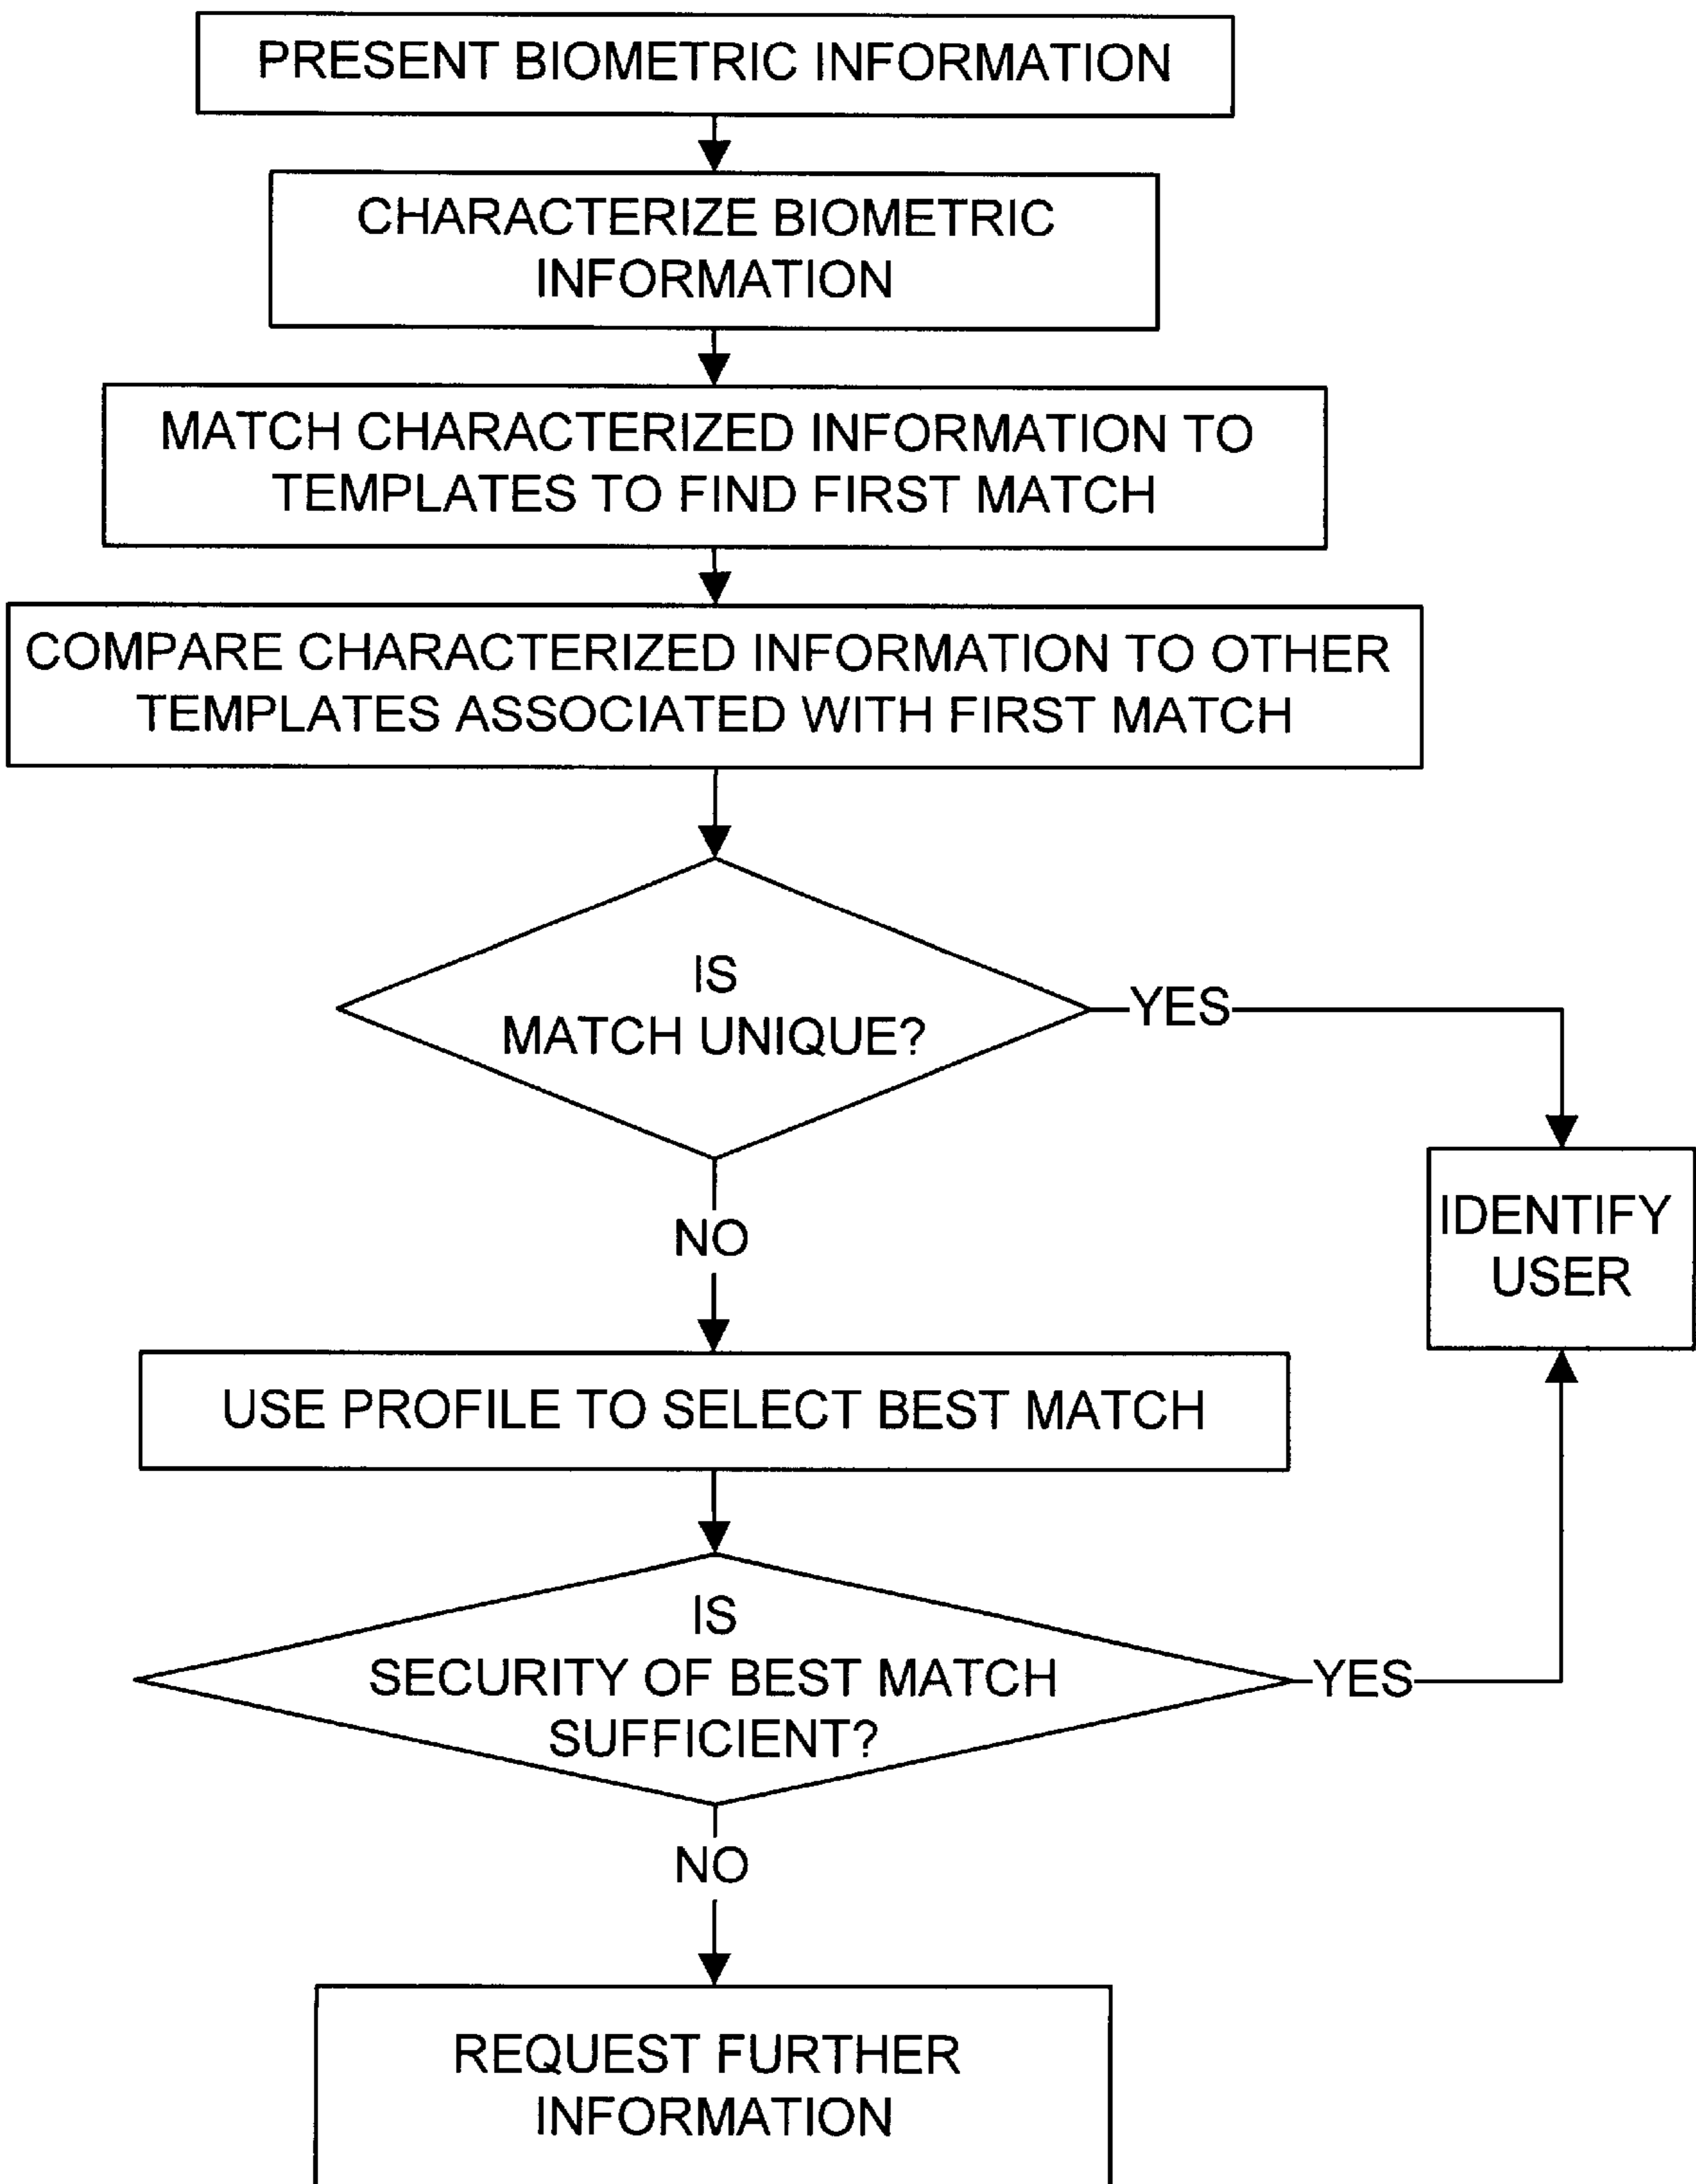 PRESENT BIOMETRIC INFORMATION
CHARACTERIZE BIOMETRIC
INFORMATION
MATCH CHARACTERIZED INFORMATION TO
TEMPLATES TO FIND FIRST MATCH
COMPARE CHARACTERIZED INFORMATION TO OTHER
TEMPLATES ASSOCIATED WITH FIRST MATCH
IS
MATCH UNIQUE?
YES
IDENTIFY
USER
NO
USE PROFILE TO SELECT BEST MATCH
IS
SECURITY OF BEST MATCH
SUFFICIENT?
YES
NO
REQUEST FURTHER
INFORMATION